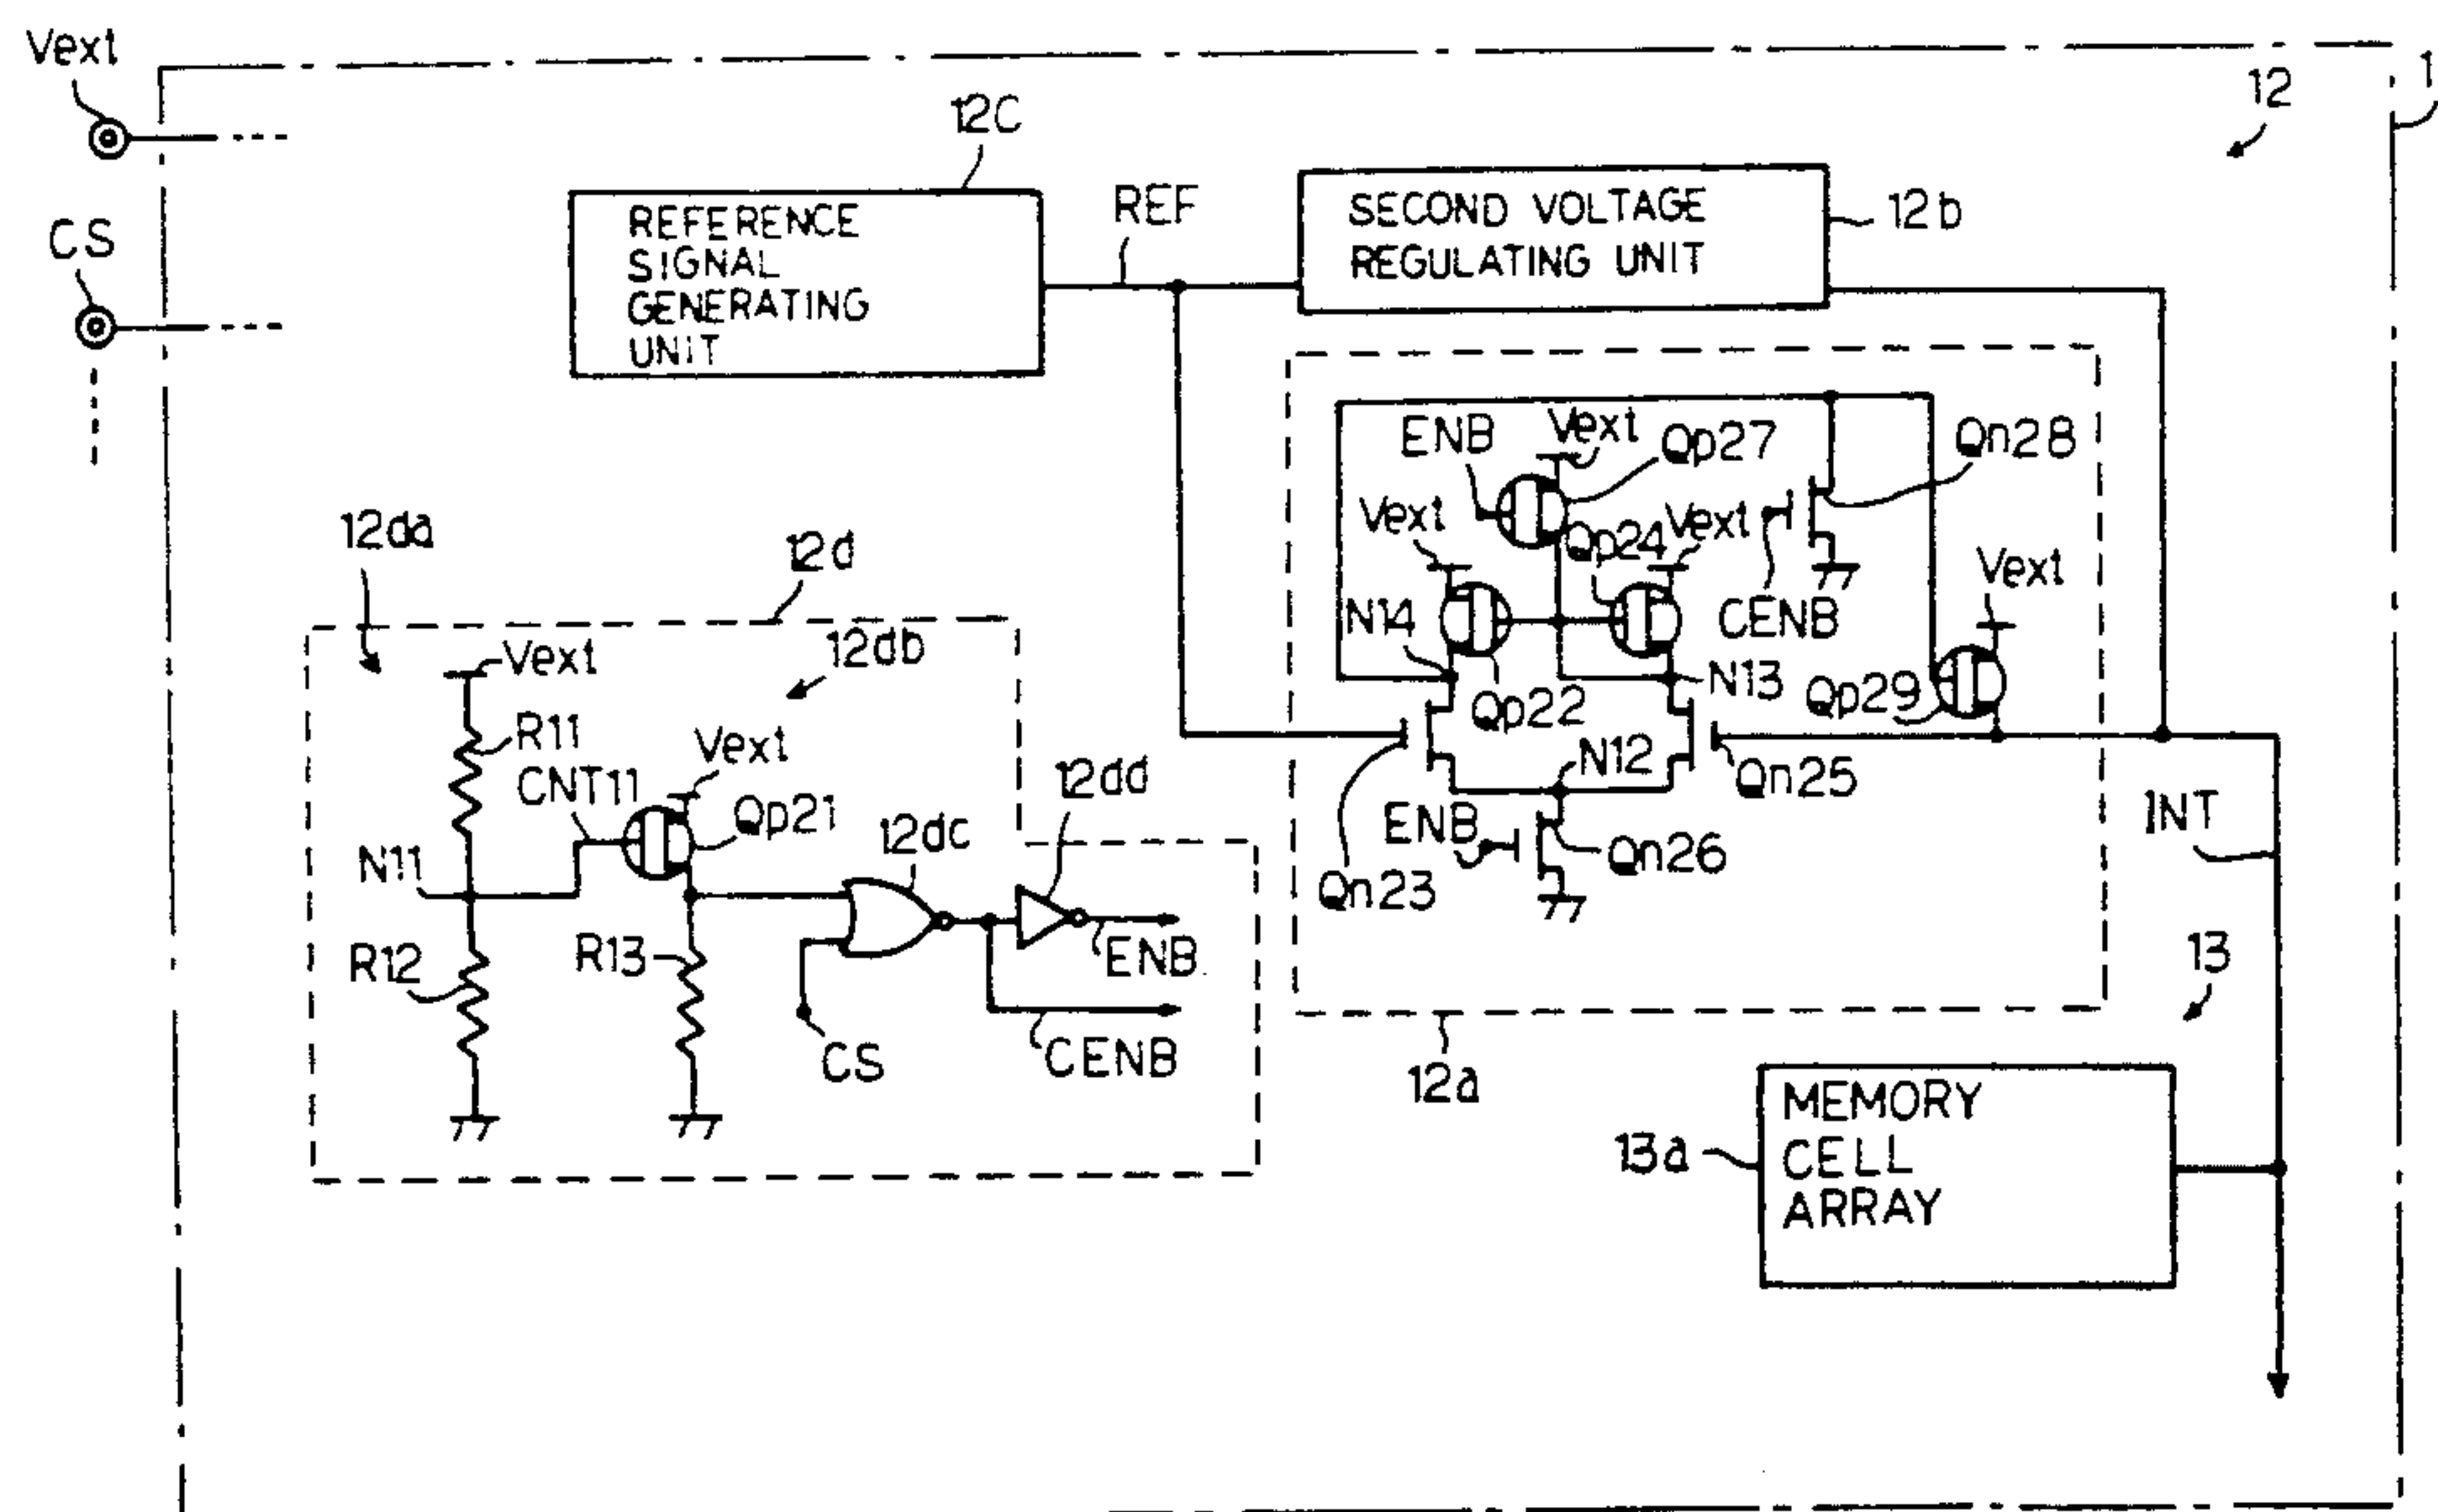 Vext
1
12
12C
CS
REF
REFERENCE
SIGNAL
GENERATING
UNIT
SECOND VOLTAGE
REGULATING UNIT
12b
ENB
Vext
Qp27
Qn28
Vext
Qp24
Vext
12da
12d
Vext
N14
CENB
12db
Vext
N13
Qp29
Qp22
R11
Vext
CNT11
N12
Qn25
12dd
INT
Qp21
12dc
ENB
Qn26
N11
Qn23
R12
R13
ENB
13
CS
CENB
12a
MEMORY
CELL
ARRAY
13a